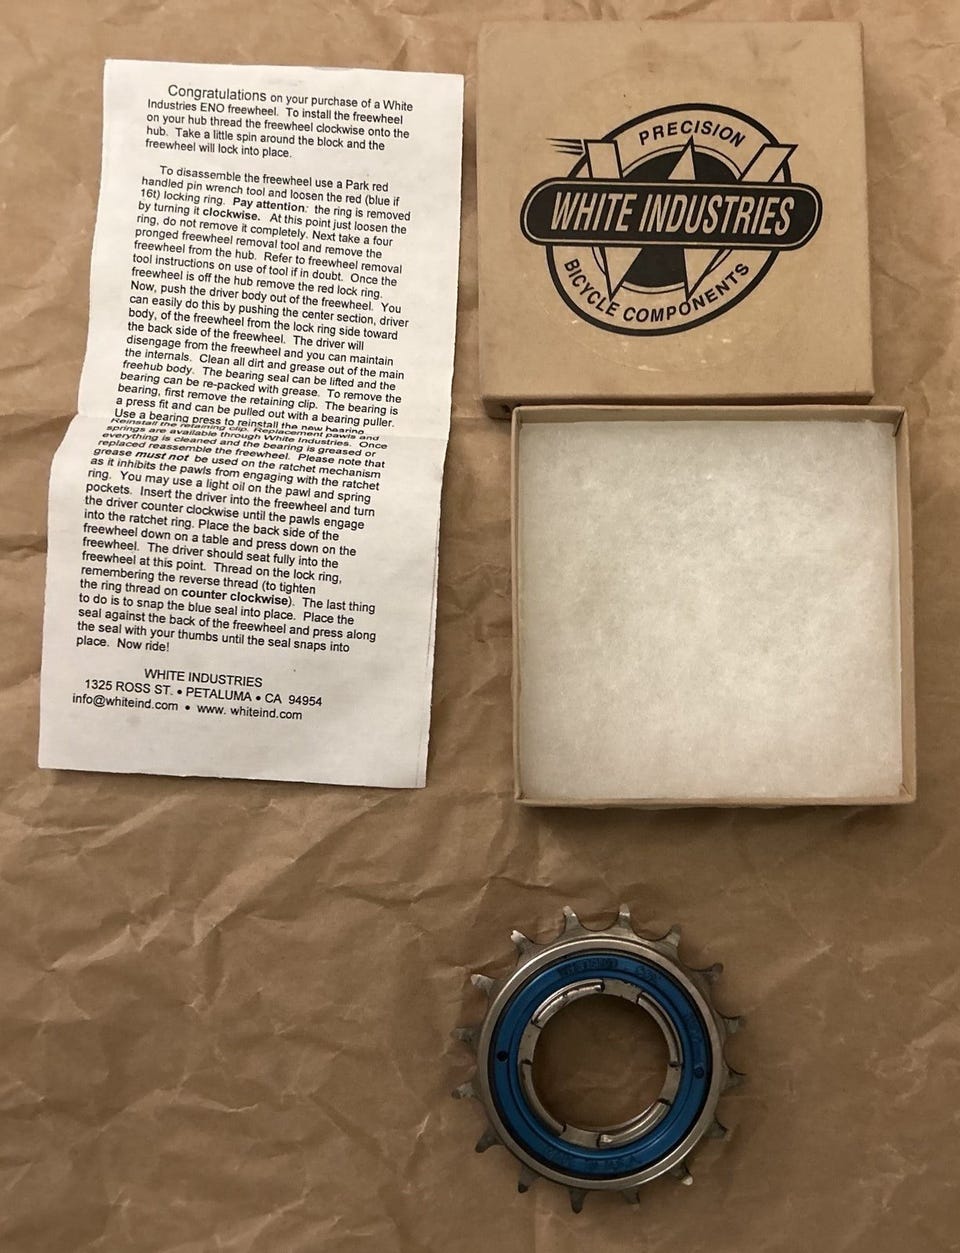 Congratulations on your purchase of a White
Industries ENO freewheel. To install the freewheel
on your hub thread the freewheel clockwise onto the
hub. Take a little spin around the block and the
freewheel will lock into place.
To disassemble the freewheel use a Park red
handled pin wrench tool and loosen the red (blue if
16t) locking ring. Pay attention: the ring is removed
by turning it clockwise. At this point just loosen the
ring, do not remove it completely. Next take a four
pronged freewheel removal tool and remove the
freewheel from the hub. Refer to freewheel removal
tool instructions on use of tool if in doubt. Once the
freewheel is off the hub remove the red lock ring.
Now, push the driver body out of the freewheel. You
can easily do this by pushing the center section, driver
body, of the freewheel from the lock ring side toward
the back side of the freewheel. The driver will
disengage from the freewheel and you can maintain
the internals. Clean all dirt and grease out of the main
freehub body. The bearing seal can be lifted and the
bearing can be re-packed with grease. To remove the
bearing, first remove the retaining clip. The bearing is
a press fit and can be pulled out with a bearing puller.
Use a bearing press to reinstall the new bearing.
Reinstall the retaining clip. Replacement pawls and
springs are available through White Industries. Once
everything is cleaned and the bearing is greased or
replaced reassemble the freewheel. Please note that
grease must not be used on the ratchet mechanism
as it inhibits the pawls from engaging with the ratchet
ring. You may use a light oil on the pawl and spring
pockets. Insert the driver into the freewheel and turn
the driver counter clockwise until the pawls engage
into the ratchet ring. Place the back side of the
freewheel down on a table and press down on the
freewheel. The driver should seat fully into the
freewheel at this point. Thread on the lock ring,
remembering the reverse thread (to tighten
the ring thread on counter clockwise). The last thing
to do is to snap the blue seal into place. Place the
seal against the back of the freewheel and press along
the seal with your thumbs until the seal snaps into
place. Now ride!
WHITE INDUSTRIES
1325 ROSS ST. • PETALUMA • CA 94954
info@whiteind.com • www. whiteind.com
PRECISION
WHITE INDUSTRIES
BICYCLE COMPONENTS